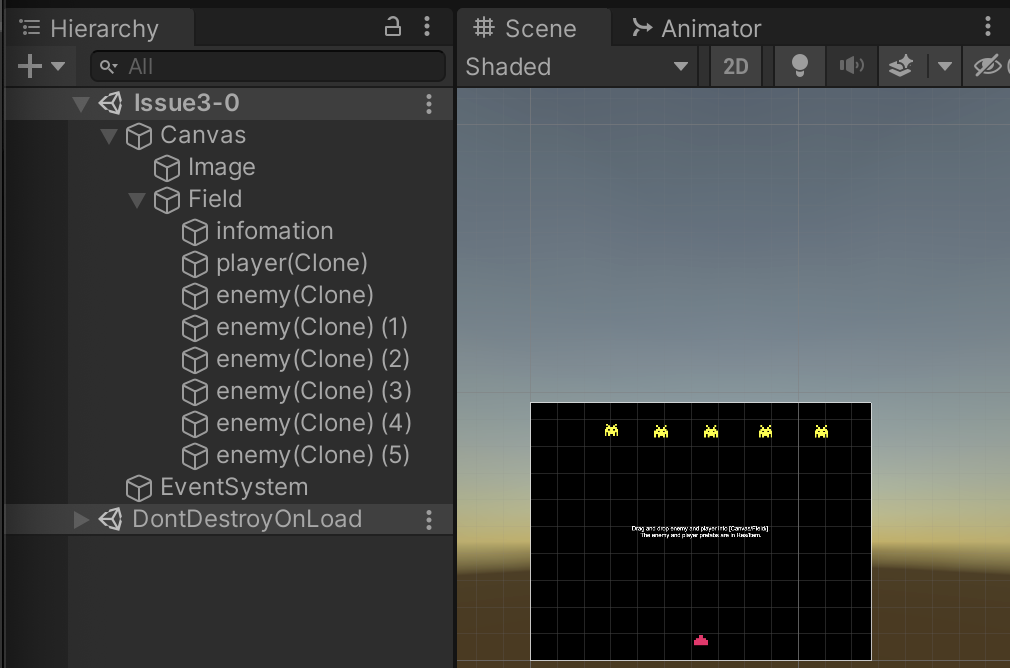 Hierarchy
All
Issue3-0
Canvas
Image
Field
infomation
player(Clone)
enemy(Clone)
enemy(Clone) (1)
enemy(Clone) (2)
enemy(Clone) (3)
enemy(Clone) (4)
enemy(Clone) (5)
EventSystem
DontDestroyOnLoad
Scene
Animator
Shaded
2D
Drag and drop enemy and player into [Canvas/Field/]
The enemy and player prefabs are in Res/Item.